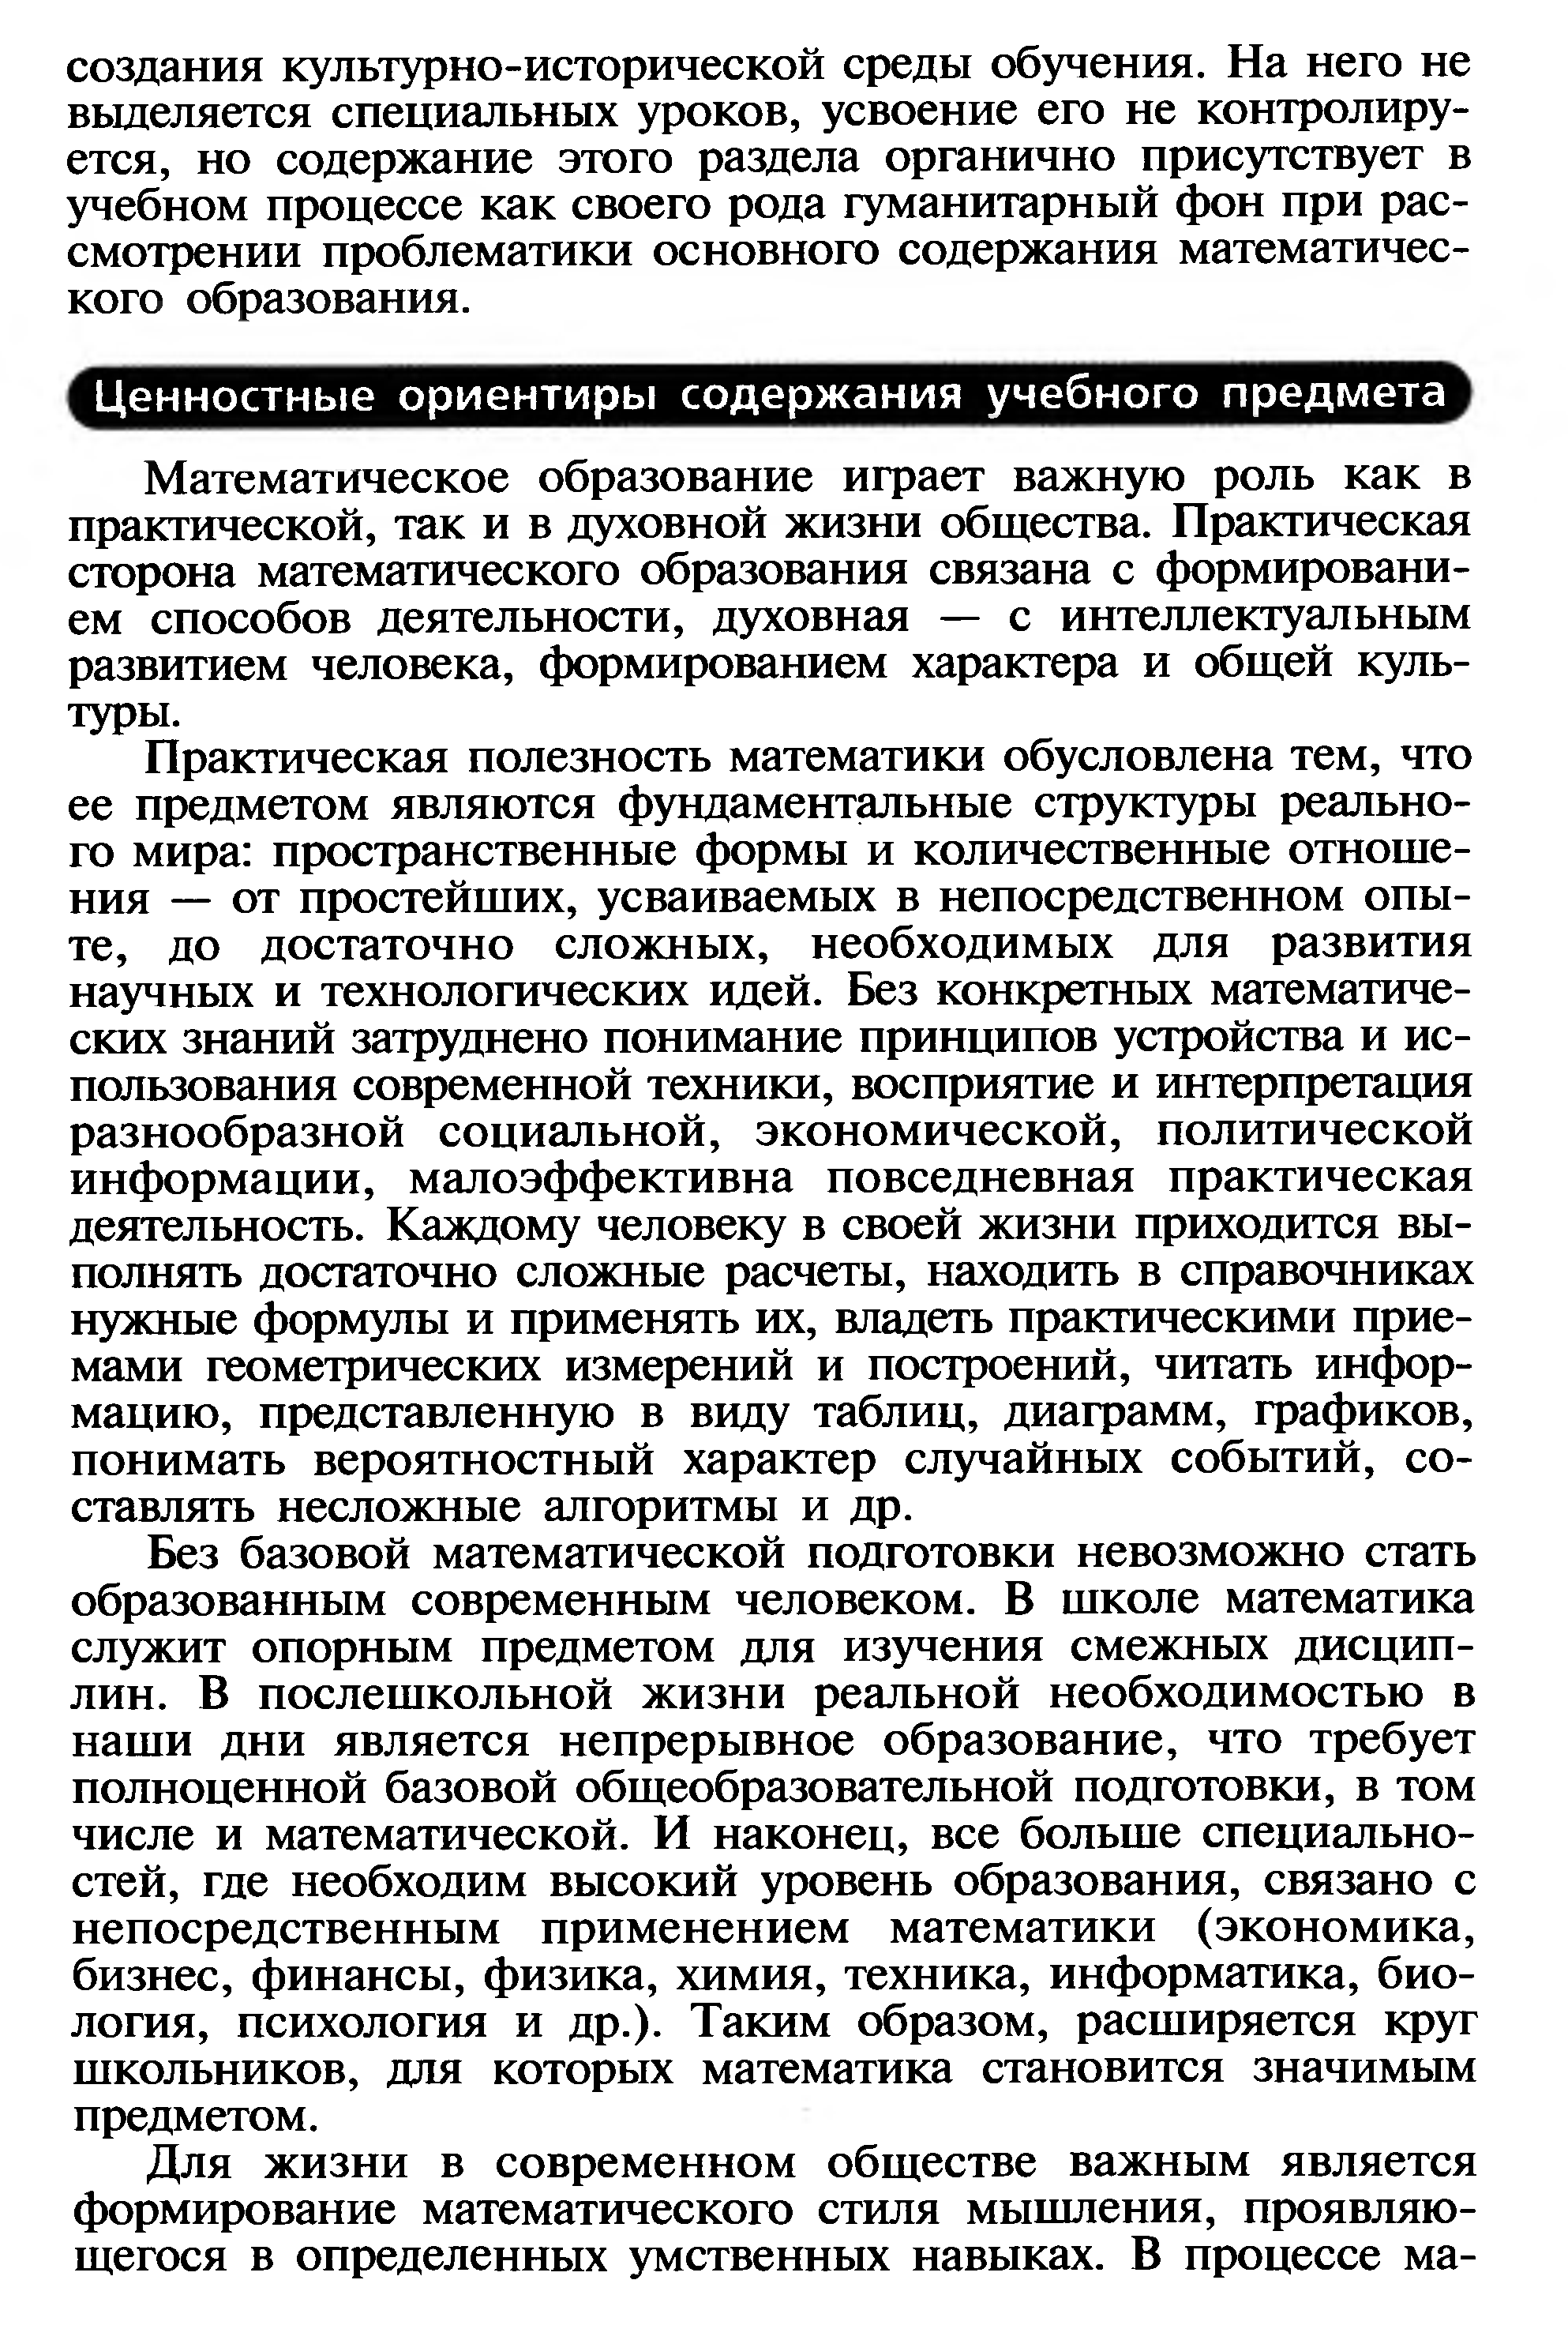 создания культурно-исторической среды обучения. На него не
выделяется специальных уроков, усвоение его не контролиру-
ется, но содержание этого раздела органично присутствует в
учебном процессе как своего рода гуманитарный фон при рас-
смотрении проблематики основного содержания математичес-
кого образования.
Ценностные ориентиры содержания учебного предмета
Математическое образование играет важную роль как в
практической, так и в духовной жизни общества. Практическая
сторона математического образования связана с формировани-
ем способов деятельности, духовная — с интеллектуальным
развитием человека, формированием характера и общей куль-
туры.
Практическая полезность математики обусловлена тем, что
ее предметом являются фундаментальные структуры реально-
го мира: пространственные формы и количественные отноше-
ния — от простейших, усваиваемых в непосредственном опы-
те, до достаточно сложных, необходимых для развития
научных и технологических идей. Без конкретных математиче-
ских знаний затруднено понимание принципов устройства и ис-
пользования современной техники, восприятие и интерпретация
разнообразной социальной, экономической, политической
информации, малоэффективна повседневная практическая
деятельность. Каждому человеку в своей жизни приходится вы-
полнять достаточно сложные расчеты, находить в справочниках
нужные формулы и применять их, владеть практическими прие-
мами геометрических измерений и построений, читать инфор-
мацию, представленную в виду таблиц, диаграмм, графиков,
понимать вероятностный характер случайных событий, со-
ставлять несложные алгоритмы и др.
Без базовой математической подготовки невозможно стать
образованным современным человеком. В школе математика
служит опорным предметом для изучения смежных дисцип-
лин. В послешкольной жизни реальной необходимостью в
наши дни является непрерывное образование, что требует
полноценной базовой общеобразовательной подготовки, в том
числе и математической. И наконец, все больше специально-
стей, где необходим высокий уровень образования, связано с
непосредственным применением математики (экономика,
бизнес, финансы, физика, химия, техника, информатика, био-
логия, психология и др.). Таким образом, расширяется круг
школьников, для которых математика становится значимым
предметом.
Для жизни в современном обществе важным является
формирование математического стиля мышления, проявляю-
щегося в определенных умственных навыках. В процессе ма-